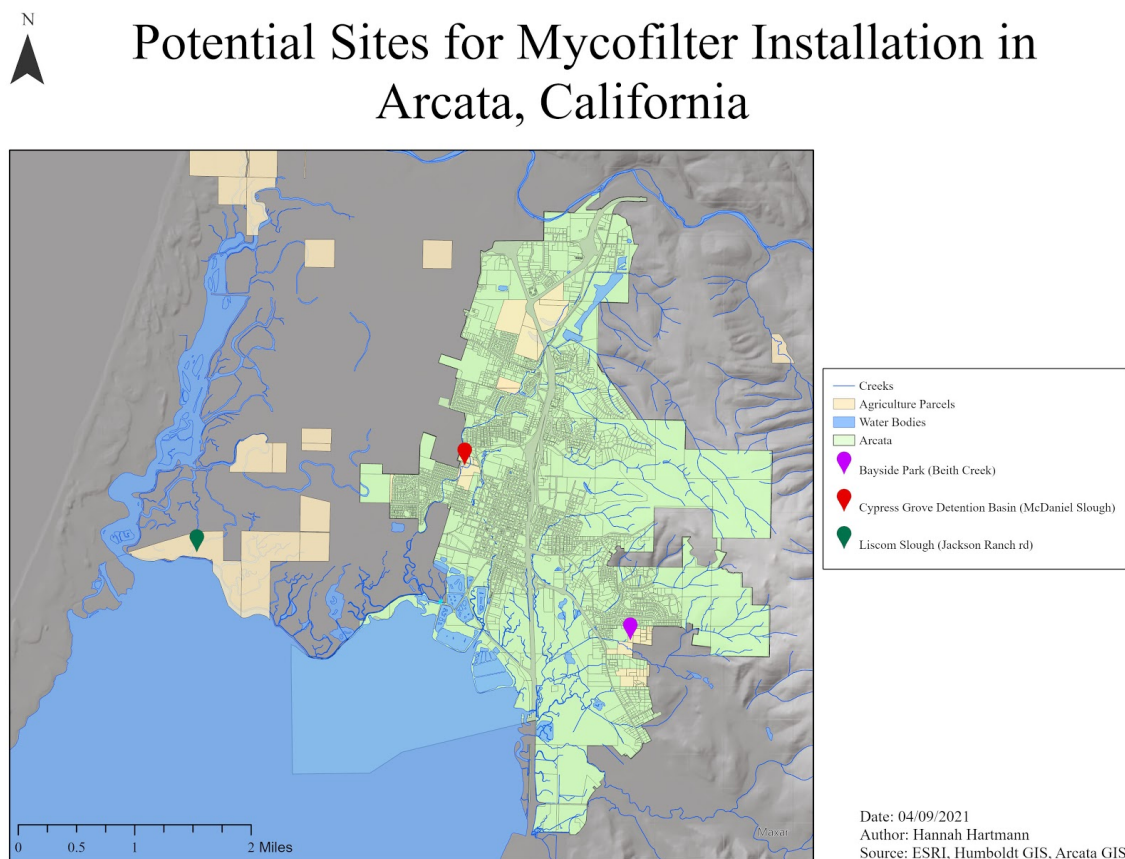 N
Potential Sites for Mycofilter Installation in
Arcata, California
Creeks
Agriculture Parcels
Water Bodies
Arcata
Bayside Park (Beith Creek)
Cypress Grove Detention Basin (McDaniel Slough)
Liscom Slough (Jackson Ranch rd)
0 0.5 1 2 Miles
Maxar
Date: 04/09/2021
Author: Hannah Hartmann
Source: ESRI, Humboldt GIS, Arcata GIS